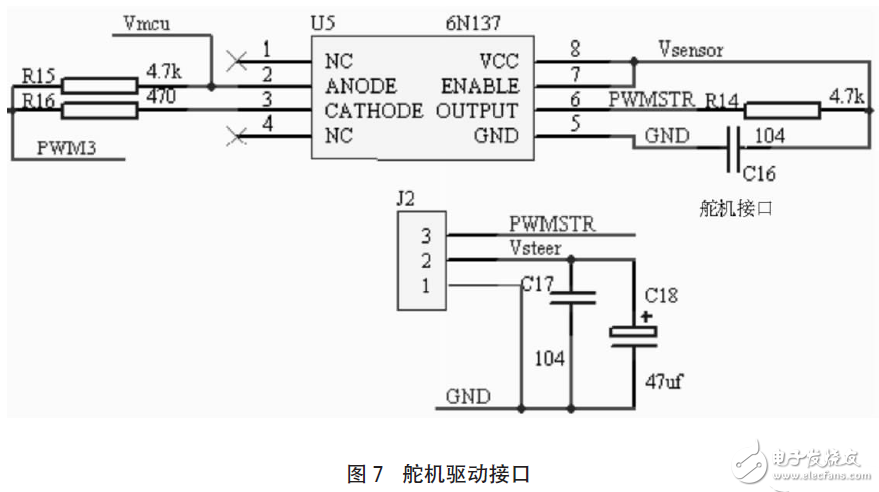 U5 6N137
Vmcu
1 NC VCC 8 Vsensor
R15 4.7k 2 ANODE ENABLE 7
R16 470 3 CATHODE OUTPUT 6 PWMSTR R14 4.7k
4 NC GND 5 GND 104
PWM3
C16
舵机接口
J2
3 PWMSTR
2 Vsteer
1 C17
C18
+
104
47uf
GND
图 7 舵机驱动接口
电子发烧友
www.elecfans.com